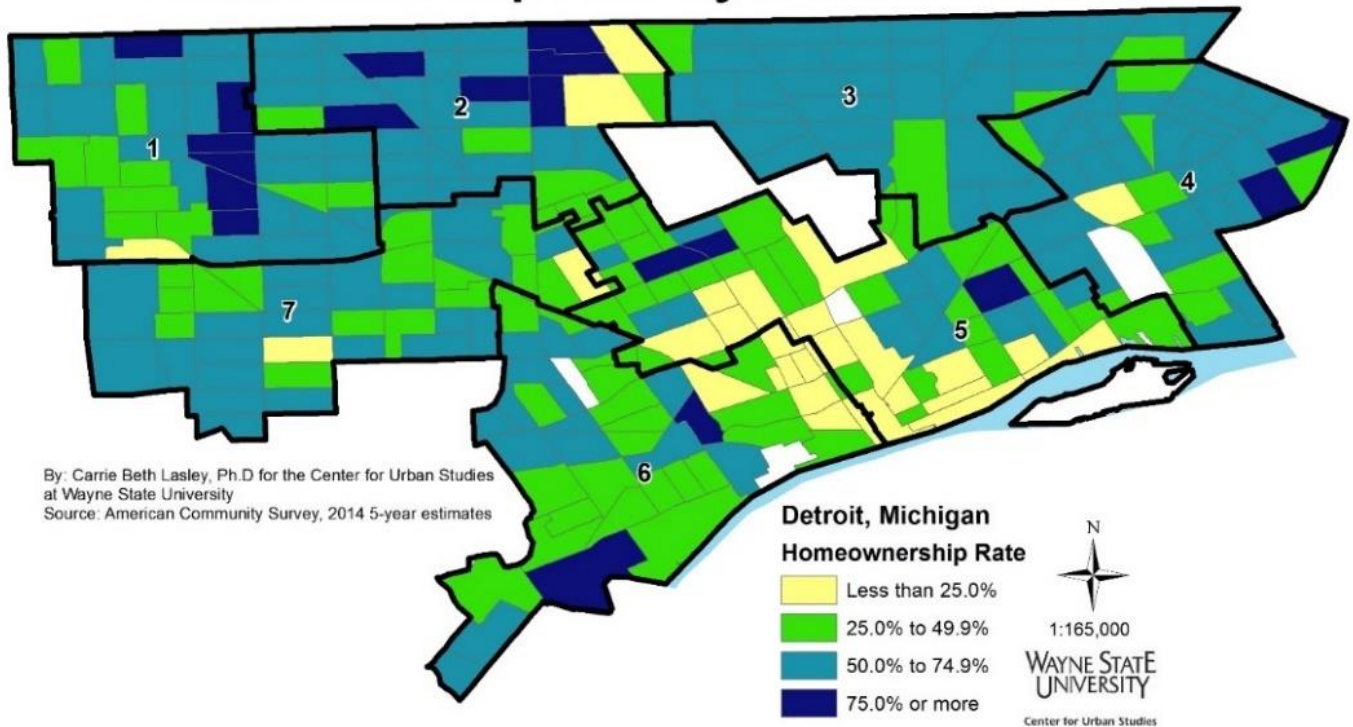 1
2
3
4
5
6
7
By: Carrie Beth Lasley, Ph.D for the Center for Urban Studies
at Wayne State University
Source: American Community Survey, 2014 5-year estimates
Detroit, Michigan
Homeownership Rate
Less than 25.0%
25.0% to 49.9%
50.0% to 74.9%
75.0% or more
N
1:165,000
WAYNE STATE
UNIVERSITY
Center for Urban Studies